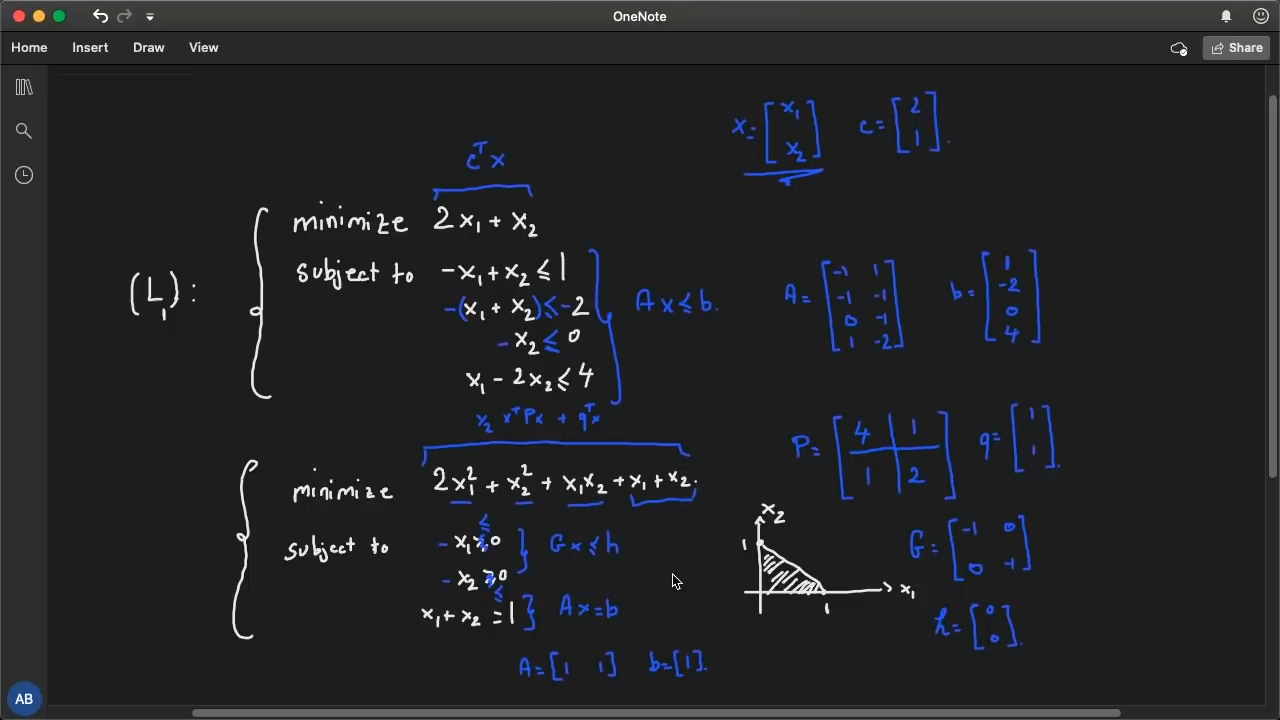 OneNote
Home Insert Draw View Share
x = [x₁ x₂] c = [2 1].
cᵀx
minimize 2x₁ + x₂
subject to -x₁ + x₂ ≤ 1
(L₁):
-(x₁ + x₂) ≤ -2
Ax ≤ b.
A = [-1 1 -1 -1 0 -1 1 -2] b = [1 -2 0 4]
-x₂ ≤ 0
x₁ - 2x₂ ≤ 4
½ xᵀPx + qᵀx
P = [4 1 1 2] q = [1 1].
minimize 2x₁² + x₂² + x₁x₂ + x₁ + x₂.
subject to -x₁ ≤ 0
Gx ≤ h
-x₂ ≤ 0
x₁ + x₂ = 1 Ax = b
A = [1 1] b = [1].
x₂
1
x₁
1
G = [-1 0 0 -1]
h = [0 0].
AB